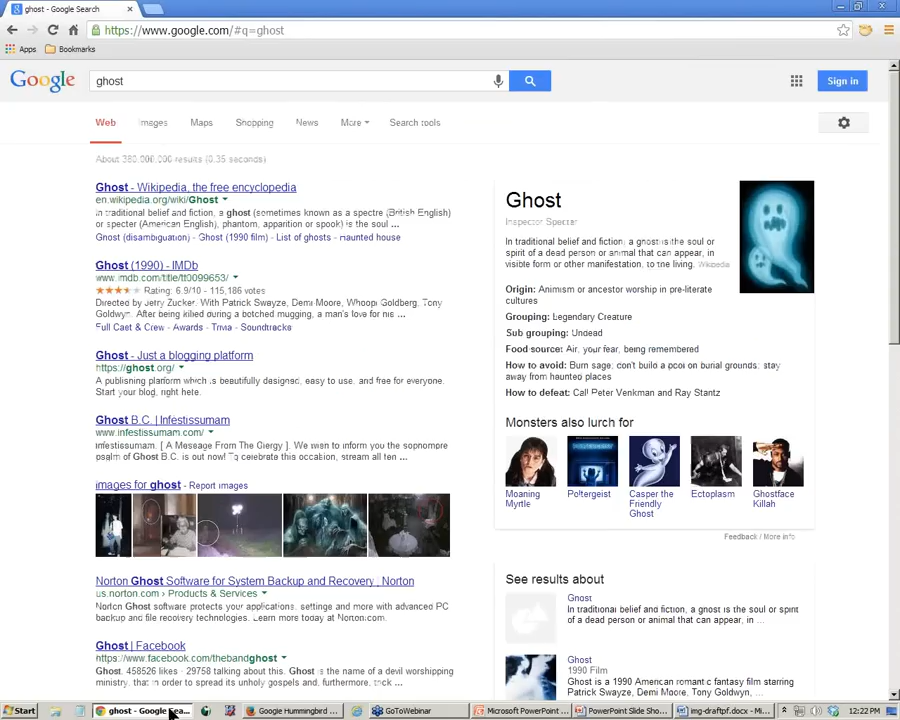 ghost - Google Search
https://www.google.com/#q=ghost
Apps Bookmarks
Google ghost Sign in
Web Images Maps Shopping News More Search tools
About 380,000,000 results (0.35 seconds)
Ghost - Wikipedia, the free encyclopedia
en.wikipedia.org/wiki/Ghost
In traditional belief and fiction, a ghost (sometimes known as a spectre (British English)
or specter (American English), phantom, apparition or spook) is the soul ...
Ghost (disambiguation) - Ghost (1990 film) - List of ghosts - Haunted house
Ghost (1990) - IMDb
www.imdb.com/title/tt0099653/
Rating: 6.9/10 - 115,186 votes
Directed by Jerry Zucker. With Patrick Swayze, Demi Moore, Whoopi Goldberg, Tony
Goldwyn. After being killed during a botched mugging, a man's love for his ...
Full Cast & Crew - Awards - Trivia - Soundtracks
Ghost - Just a blogging platform
https://ghost.org/
A publishing platform which is beautifully designed, easy to use, and free for everyone.
Start your blog, right here.
Ghost B.C. | Infestissumam
www.infestissumam.com/
Infestissumam. [ A Message From The Clergy ]. We wish to inform you the sophomore
psalm of Ghost B.C. is out now! To celebrate this occasion, stream all ten ...
Images for ghost - Report images
Norton Ghost Software for System Backup and Recovery | Norton
us.norton.com › Products & Services
Norton Ghost software protects your applications, settings and more with advanced PC
backup and file recovery technologies. Learn more today at Norton.com.
Ghost | Facebook
https://www.facebook.com/thebandghost
Ghost. 458526 likes · 29758 talking about this. Ghost is the name of a devil worshipping
ministry, that in order to spread its unholy gospels and, furthermore, trick ...
Ghost
Inspector Specter
In traditional belief and fiction, a ghost is the soul or
spirit of a dead person or animal that can appear, in
visible form or other manifestation, to the living. Wikipedia
Origin: Animism or ancestor worship in pre-literate
cultures
Grouping: Legendary Creature
Sub grouping: Undead
Food source: Air, your fear, being remembered
How to avoid: Burn sage; don't build a pool on burial grounds; stay
away from haunted places
How to defeat: Call Peter Venkman and Ray Stantz
Monsters also lurch for
Moaning
Myrtle
Poltergeist
Casper the
Friendly
Ghost
Ectoplasm
Ghostface
Killah
Feedback / More info
See results about
Ghost
In traditional belief and fiction, a ghost is the soul or spirit
of a dead person or animal that can appear, in ...
Ghost
1990 Film
Ghost is a 1990 American romantic fantasy film starring
Patrick Swayze, Demi Moore, Tony Goldwyn, ...
Start ghost - Google Sea... Google Hummingbird ... GoToWebinar Microsoft PowerPoint ... PowerPoint Slide Sho... img-draftpf.docx - Mi... 12:22 PM